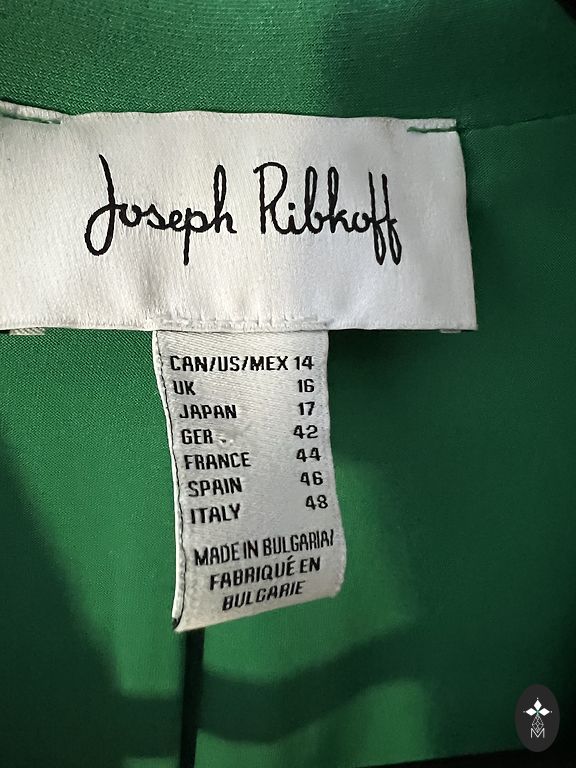 Joseph Ribkoff
CAN/US/MEX 14
UK 16
JAPAN 17
GER 42
FRANCE 44
SPAIN 46
ITALY 48
MADE IN BULGARIA/
FABRIQUÉ EN
BULGARIE
M